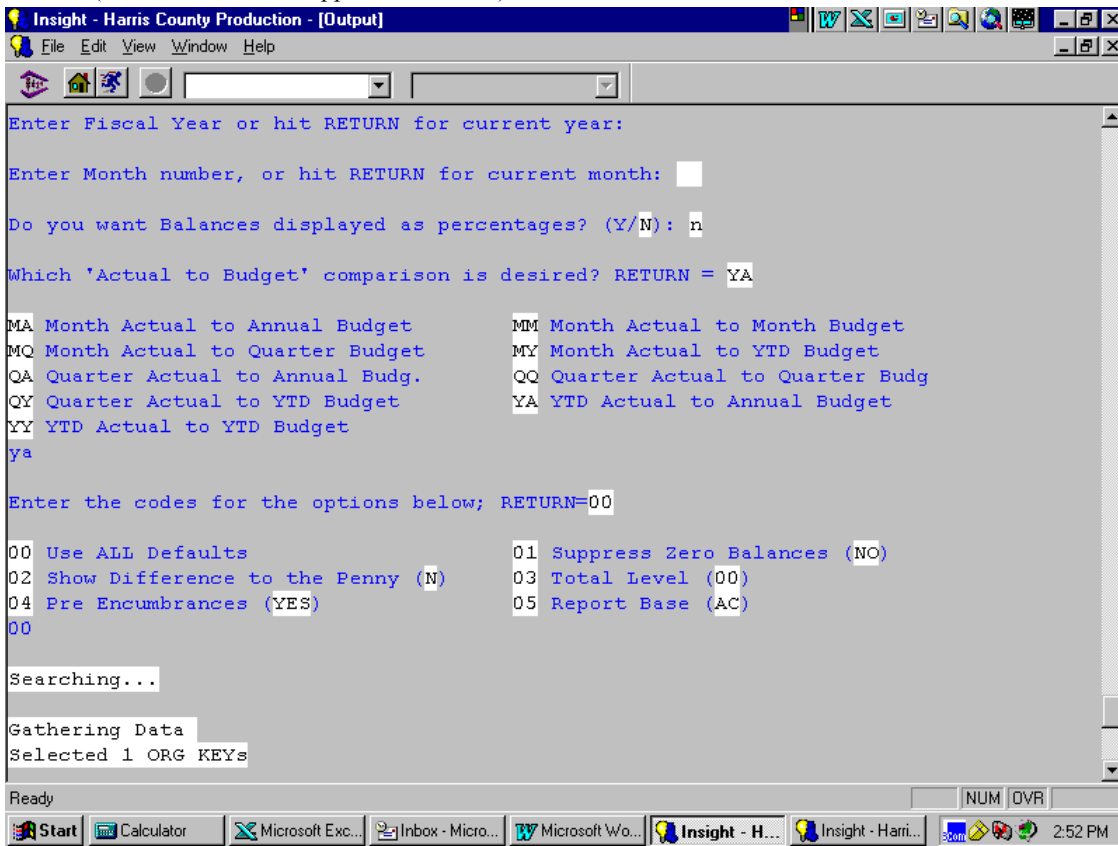 Insight - Harris County Production - [Output]
File Edit View Window Help
Enter Fiscal Year or hit RETURN for current year:
Enter Month number, or hit RETURN for current month:
Do you want Balances displayed as percentages? (Y/N): n
Which 'Actual to Budget' comparison is desired? RETURN = YA
MA Month Actual to Annual Budget MM Month Actual to Month Budget
MQ Month Actual to Quarter Budget MY Month Actual to YTD Budget
QA Quarter Actual to Annual Budg. QQ Quarter Actual to Quarter Budg
QY Quarter Actual to YTD Budget YA YTD Actual to Annual Budget
YY YTD Actual to YTD Budget
ya
Enter the codes for the options below; RETURN=00
00 Use ALL Defaults 01 Suppress Zero Balances (NO)
02 Show Difference to the Penny (N) 03 Total Level (00)
04 Pre Encumbrances (YES) 05 Report Base (AC)
00
Searching...
Gathering Data
Selected 1 ORG KEYs
Ready NUM OVR
Start Calculator Microsoft Exc... Inbox - Micro... Microsoft Wo... Insight - H... Insight - Harri... 2:52 PM